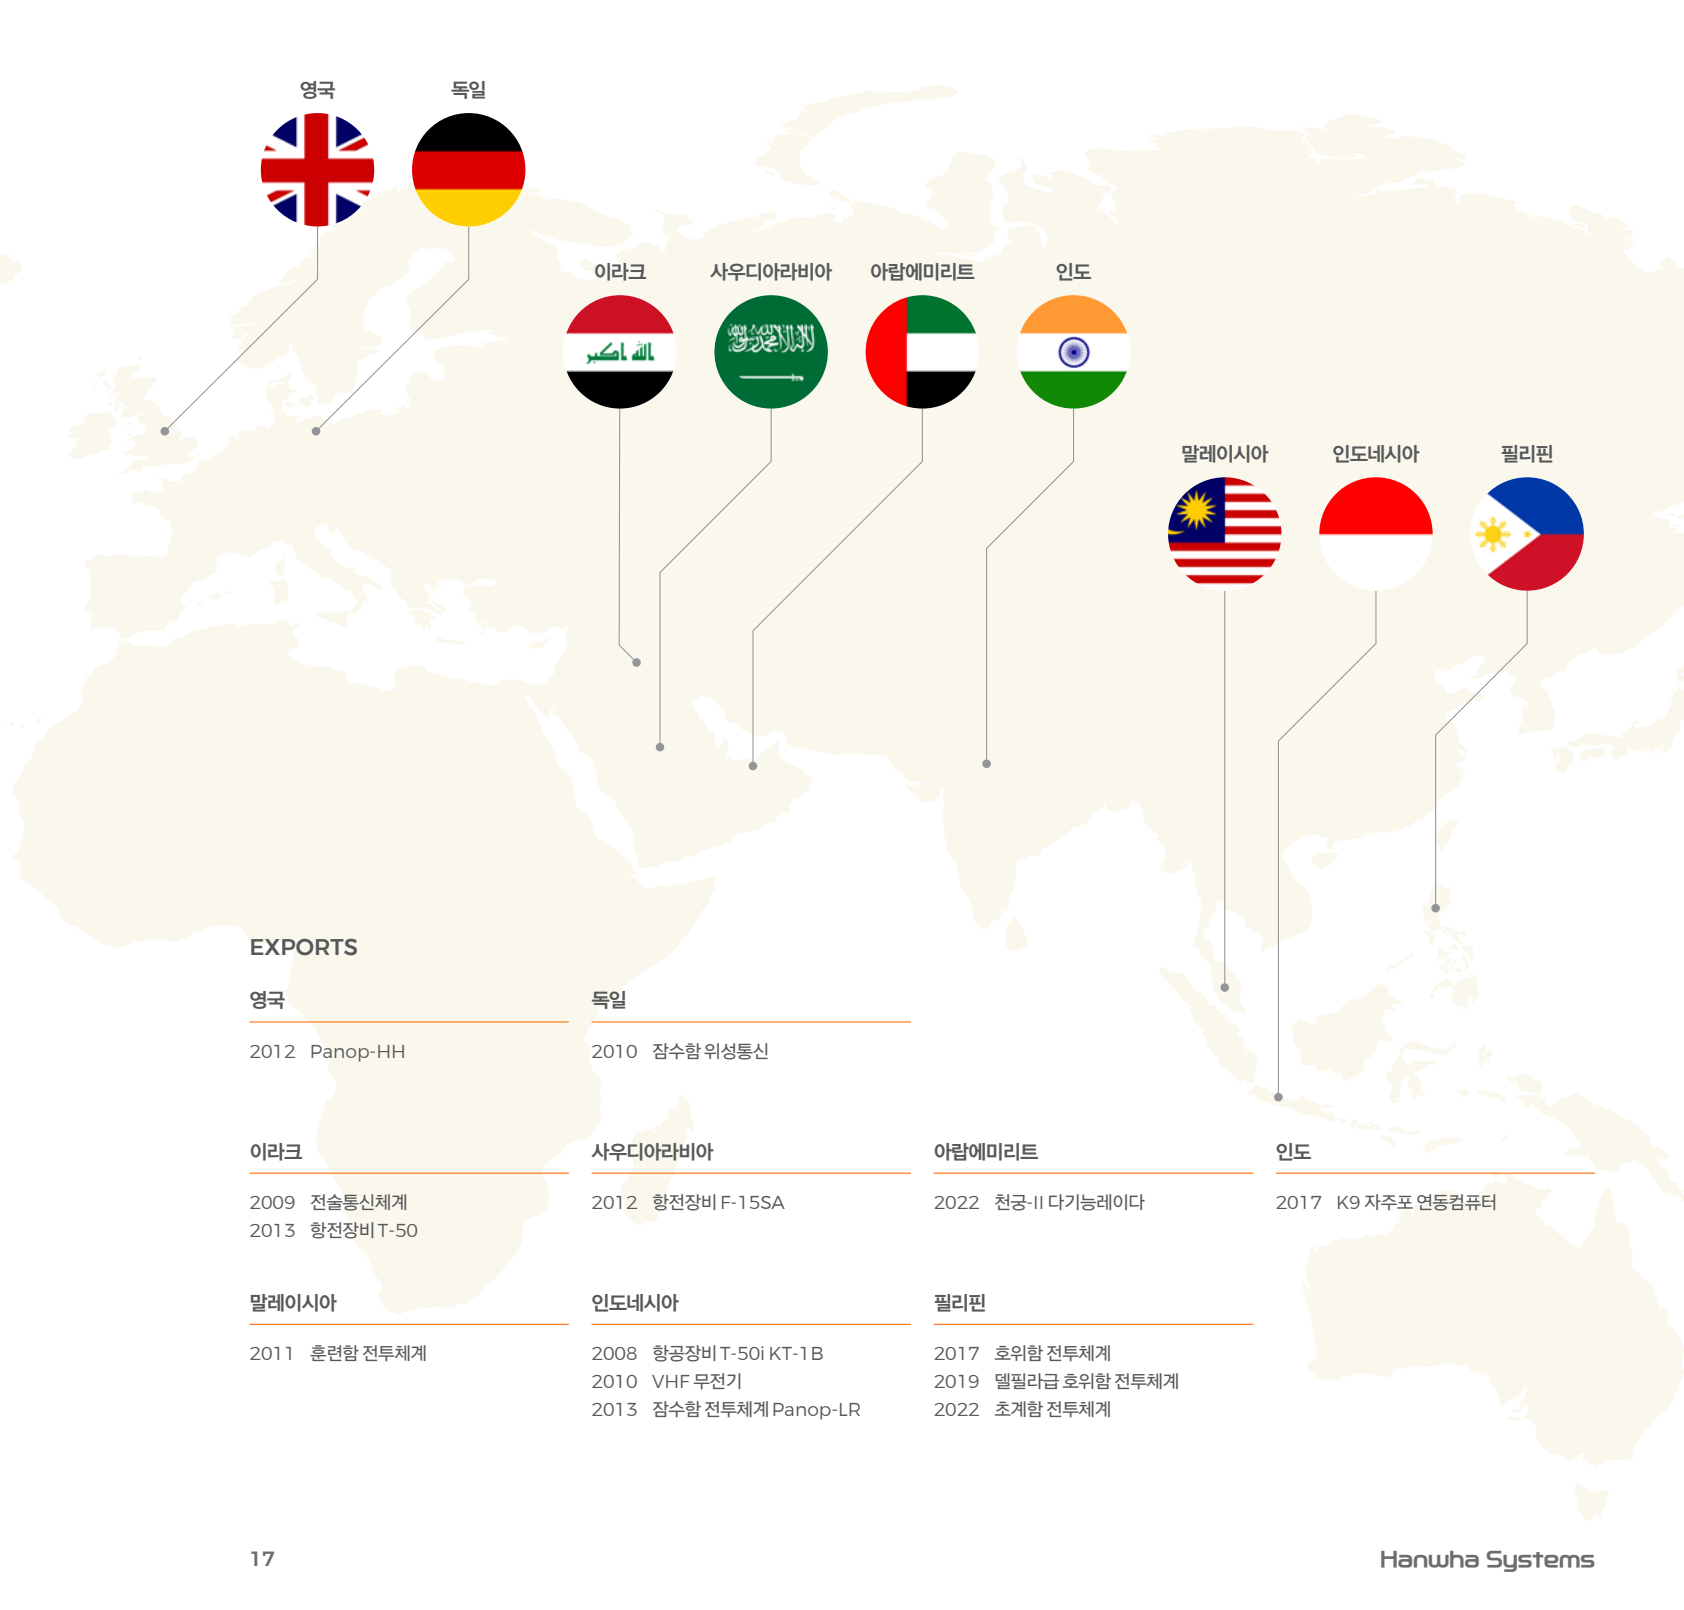 영국
독일
이라크
사우디아라비아
아랍에미리트
인도
말레이시아
인도네시아
필리핀
EXPORTS
영국
2012 Panop-HH
독일
2010 잠수함 위성통신
이라크
2009 전술통신체계
2013 항전장비 T-50
사우디아라비아
2012 항전장비 F-15SA
아랍에미리트
2022 천궁-II 다기능레이다
인도
2017 K9 자주포 연동컴퓨터
말레이시아
2011 훈련함 전투체계
인도네시아
2008 항공장비 T-50i KT-1B
2010 VHF 무전기
2013 잠수함 전투체계 Panop-LR
필리핀
2017 호위함 전투체계
2019 델필라급 호위함 전투체계
2022 초계함 전투체계
17
Hanwha Systems